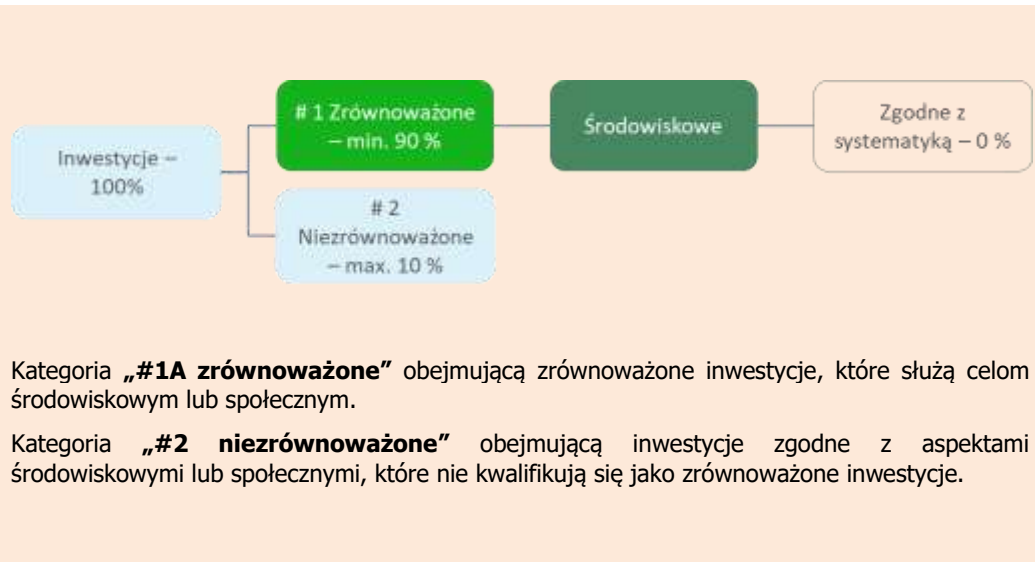 Inwestycje –
100%
# 1 Zrównoważone
– min. 90 %
# 2
Niezrównoważone
– max. 10 %
Środowiskowe
Zgodne z
systematyką – 0 %
Kategoria „#1A zrównoważone” obejmującą zrównoważone inwestycje, które służą celom
środowiskowym lub społecznym.
Kategoria „#2 niezrównoważone” obejmującą inwestycje zgodne z aspektami
środowiskowymi lub społecznymi, które nie kwalifikują się jako zrównoważone inwestycje.